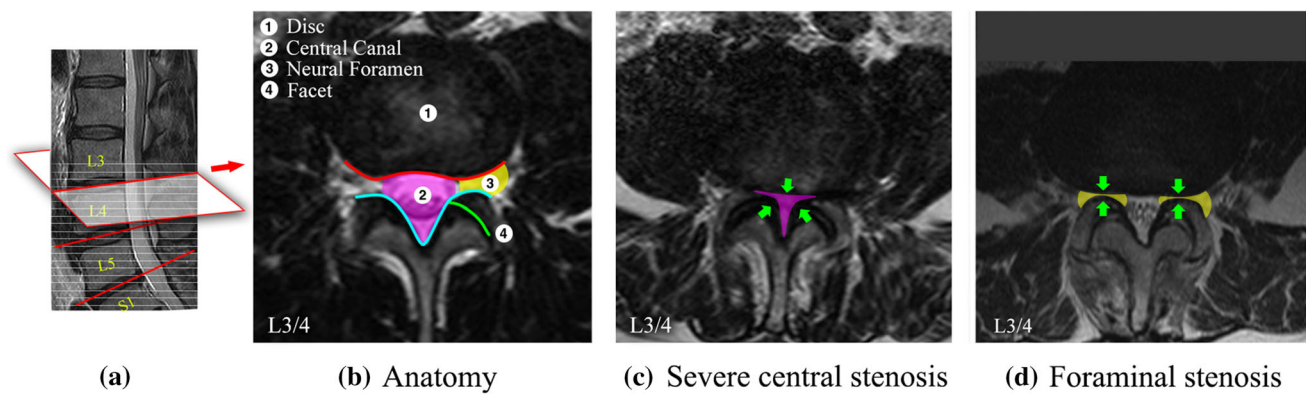 ① Disc
② Central Canal
③ Neural Foramen
④ Facet
L3
L4
L5
S1
1
2
3
4
L3/4
L3/4
L3/4
(a)
(b) Anatomy
(c) Severe central stenosis
(d) Foraminal stenosis